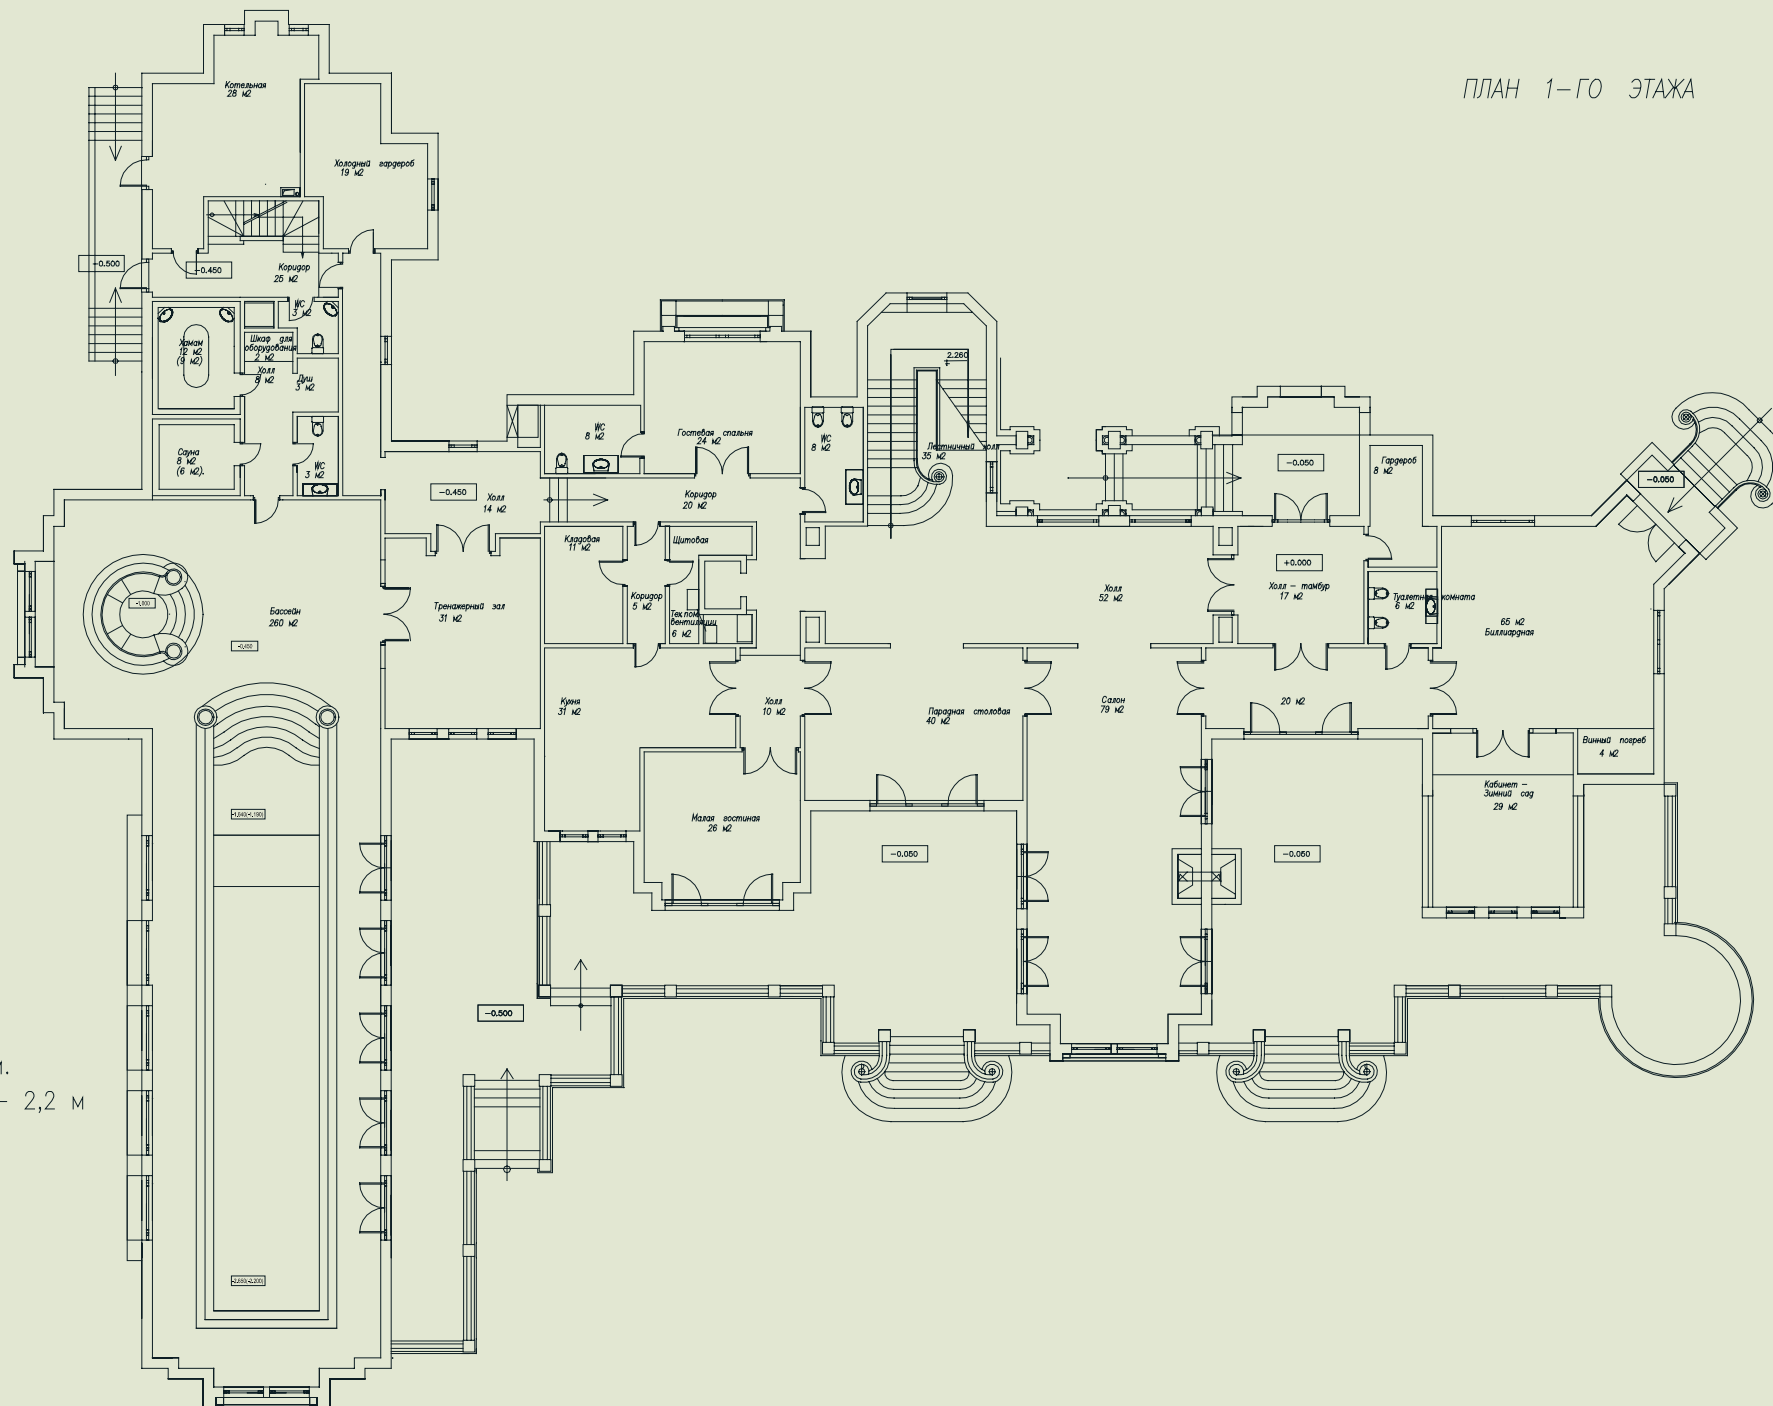 ПЛАН 1-ГО ЭТАЖА
Котельная
28 м2
Холодный гардероб
19 м2
-0.500
-0.450
Коридор
25 м2
WC
3 м2
Хамам
12 м2
(9 м2)
Шкаф для
оборудования
2 м2
Холл
8 м2
Душ
3 м2
Сауна
8 м2
(6 м2).
WC
3 м2
-0.450
Холл
14 м2
WC
8 м2
Гостевая спальня
24 м2
Коридор
20 м2
WC
8 м2
2.260
Лестничный холл
35 м2
-0.050
Гардероб
8 м2
-0.050
Кладовая
11 м2
Щитовая
Коридор
5 м2
Тех.пом.
вентиляции
6 м2
Бассейн
260 м2
Тренажерный зал
31 м2
Холл
52 м2
+0.000
Холл - тамбур
17 м2
Туалетная комната
6 м2
65 м2
Биллиардная
Кухня
31 м2
Холл
10 м2
Парадная столовая
40 м2
Салон
79 м2
20 м2
Винный погреб
4 м2
Кабинет -
Зимний сад
29 м2
Малая гостиная
26 м2
-0.050
-0.050
-0.500
м.
- 2,2 м